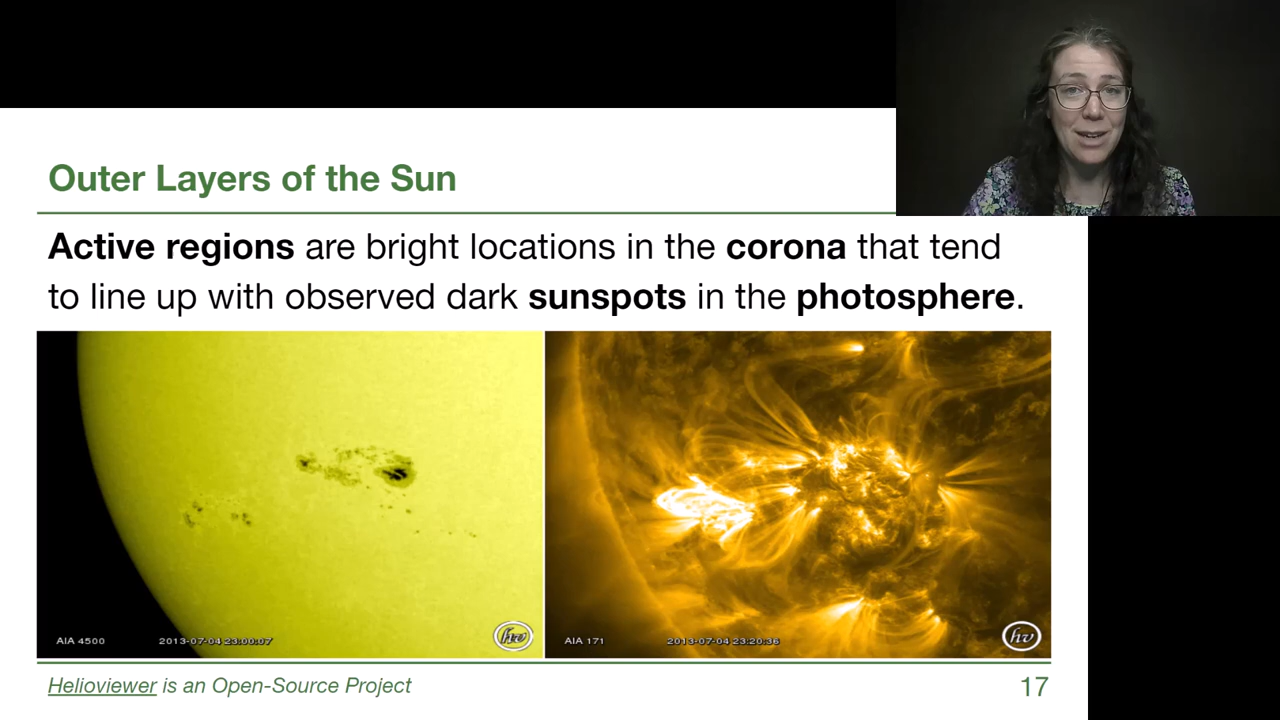 Outer Layers of the Sun
Active regions are bright locations in the corona that tend
to line up with observed dark sunspots in the photosphere.
AIA 4500 2013-07-04 23:00:07 hv
AIA 171 2013-07-04 23:20:36 hv
Helioviewer is an Open-Source Project
17